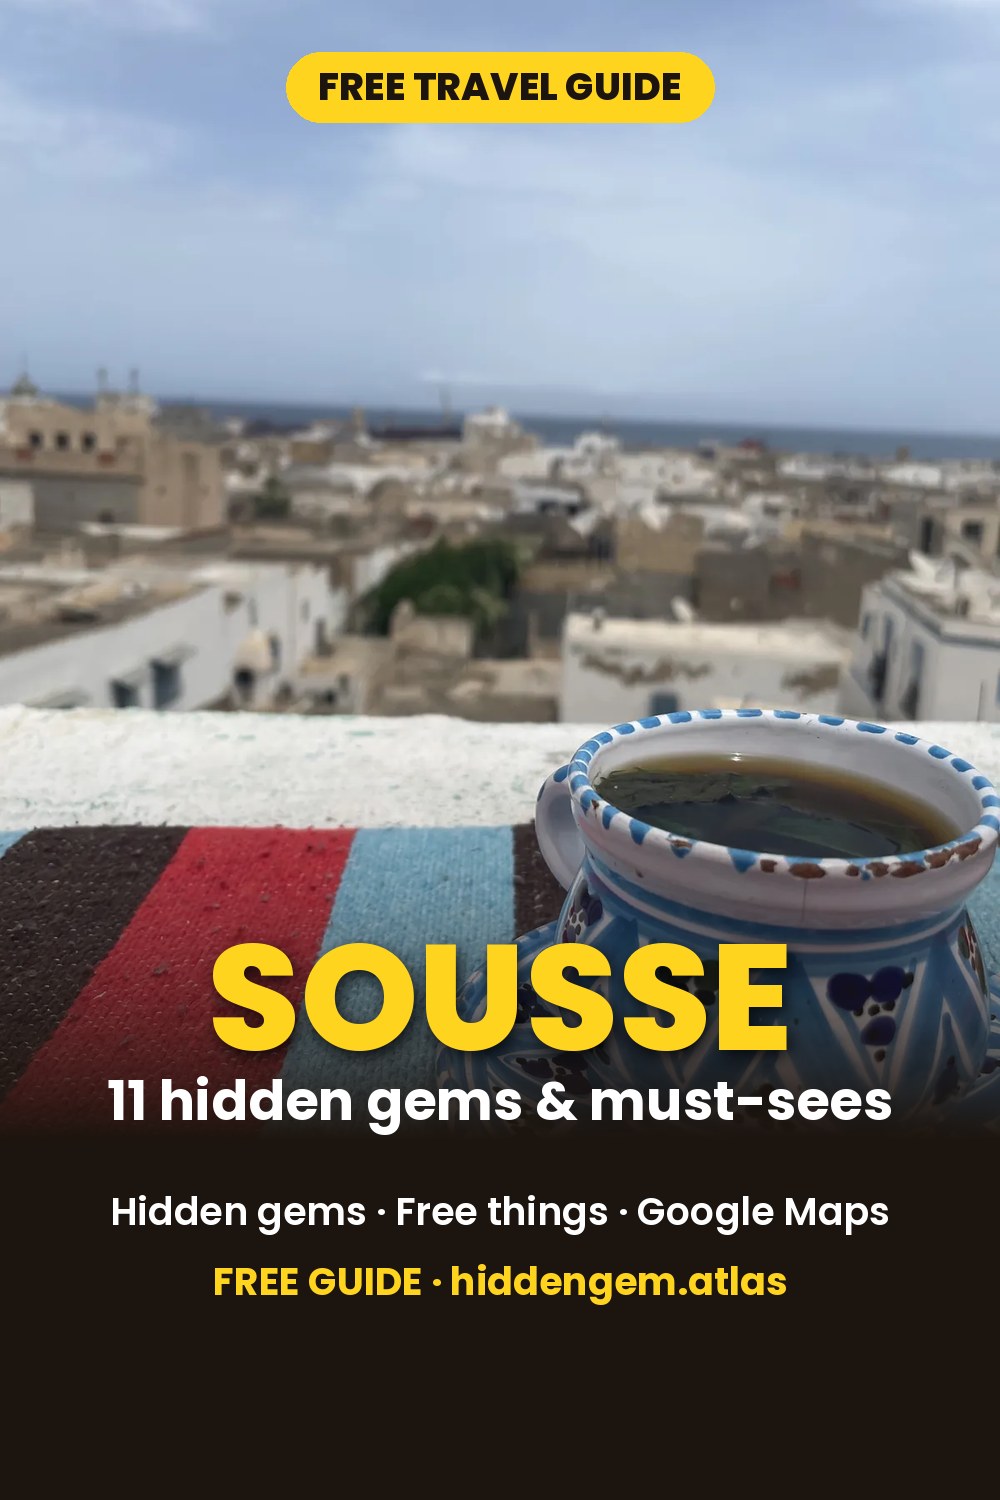 FREE TRAVEL GUIDE
SOUSSE
11 hidden gems & must-sees
Hidden gems · Free things · Google Maps
FREE GUIDE · hiddengem.atlas